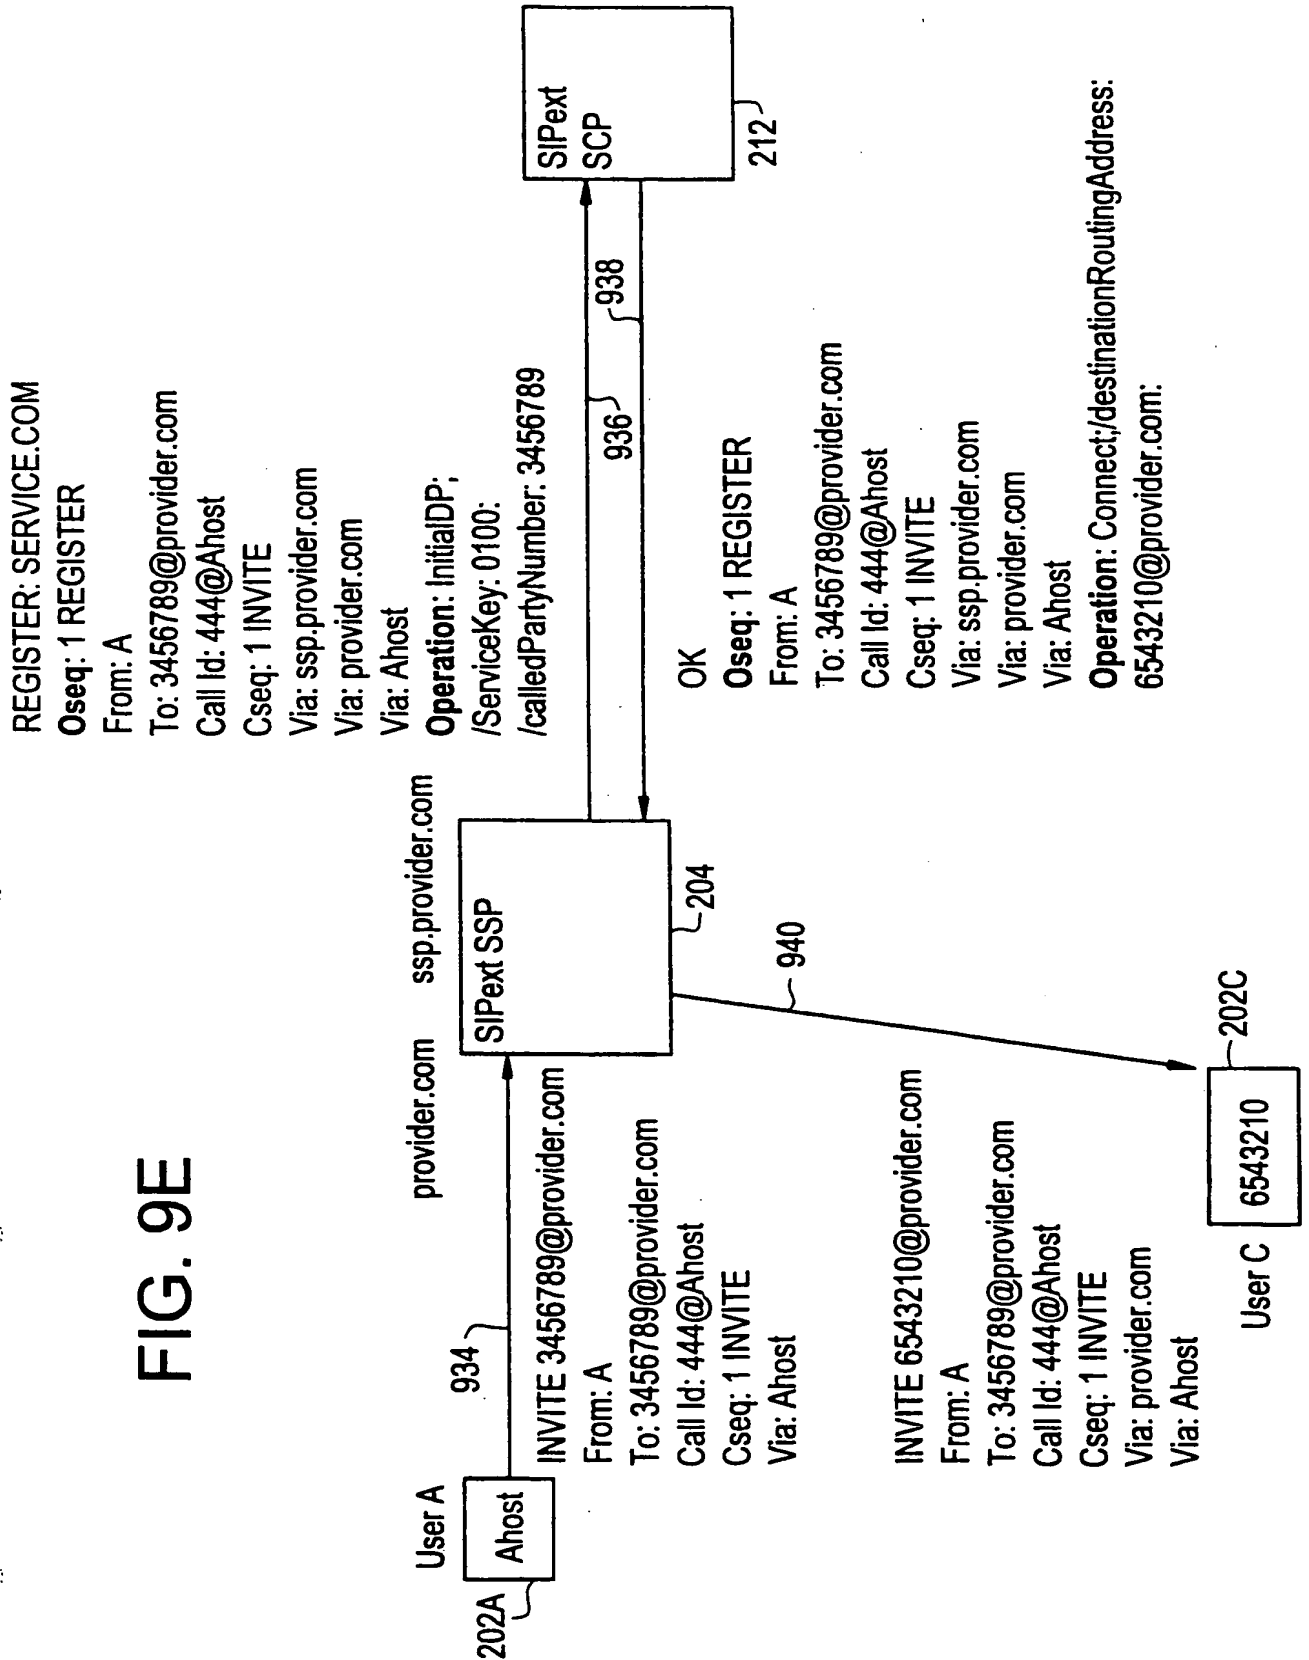 FIG. 9E
REGISTER: SERVICE.COM
Oseq: 1 REGISTER
From: A
To: 3456789@provider.com
Call Id: 444@Ahost
Cseq: 1 INVITE
Via: ssp.provider.com
Via: provider.com
Via: Ahost
Operation: InitialDP;
/ServiceKey: 0100:
/calledPartyNumber: 3456789
User A
Ahost
202A
934
provider.com
ssp.provider.com
SIPext SSP
204
936
938
SIPext
SCP
212
INVITE 3456789@provider.com
From: A
To: 3456789@provider.com
Call Id: 444@Ahost
Cseq: 1 INVITE
Via: Ahost
OK
Oseq: 1 REGISTER
From: A
To: 3456789@provider.com
Call Id: 444@Ahost
Cseq: 1 INVITE
Via: ssp.provider.com
Via: provider.com
Via: Ahost
Operation: Connect;/destinationRoutingAddress:
6543210@provider.com:
940
INVITE 6543210@provider.com
From: A
To: 3456789@provider.com
Call Id: 444@Ahost
Cseq: 1 INVITE
Via: provider.com
Via: Ahost
User C
6543210
202C